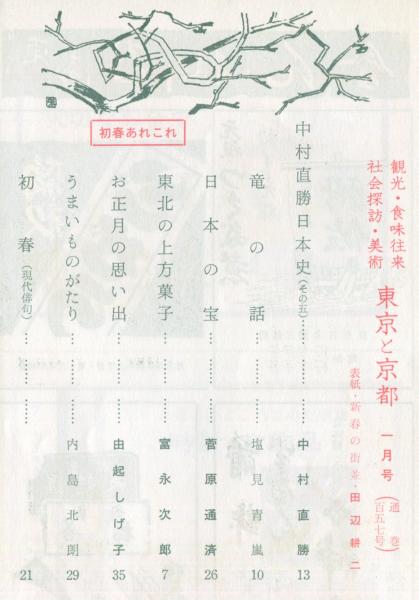 観光・食味往来
社会探訪・美術
東京と京都 一月号（通巻百五七号）
表紙・新春の街並・田辺耕二
中村直勝日本史（その五）………… 中村直勝 13
竜の話………… 塩見青嵐 10
日本の宝………… 菅原通済 26
初春あれこれ
東北の上方菓子………… 富永次郎 7
お正月の思い出………… 由起しげ子 35
うまいものがたり………… 内島北朗 29
初春（現代俳句）………… 21